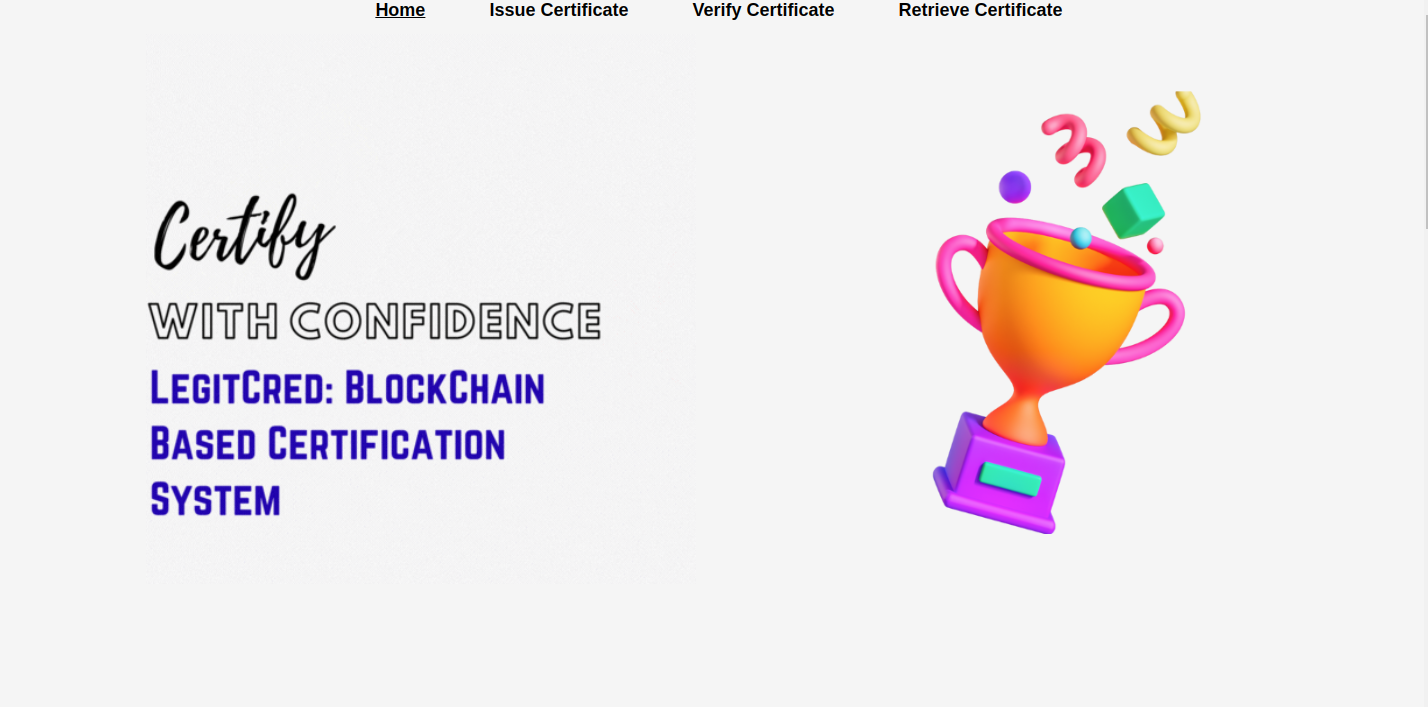 Home Issue Certificate Verify Certificate Retrieve Certificate
Certify
WITH CONFIDENCE
LEGITCRED: BLOCKCHAIN
BASED CERTIFICATION
SYSTEM